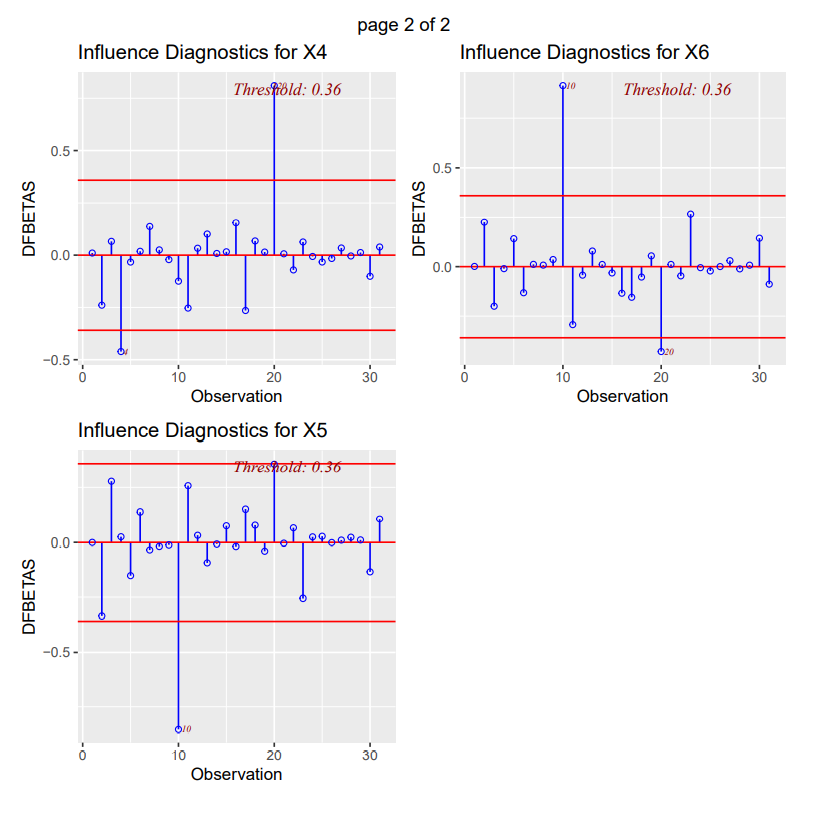 page 2 of 2
Influence Diagnostics for X4
Threshold: 0.36
20
4
DFBETAS
0.5
0.0
−0.5
0 10 20 30
Observation
Influence Diagnostics for X6
Threshold: 0.36
10
20
DFBETAS
0.5
0.0
0 10 20 30
Observation
Influence Diagnostics for X5
Threshold: 0.36
10
DFBETAS
0.0
−0.5
0 10 20 30
Observation